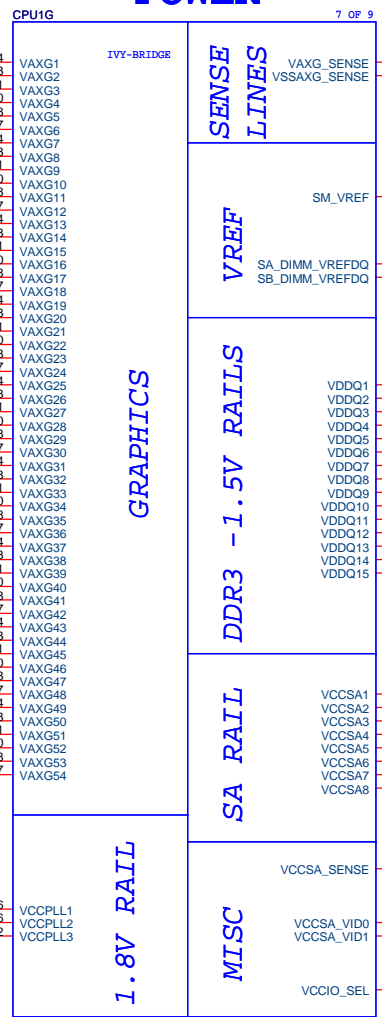 POWER
CPU1G
7 OF 9
IVY-BRIDGE
VAXG1
VAXG2
VAXG3
VAXG4
VAXG5
VAXG6
VAXG7
VAXG8
VAXG9
VAXG10
VAXG11
VAXG12
VAXG13
VAXG14
VAXG15
VAXG16
VAXG17
VAXG18
VAXG19
VAXG20
VAXG21
VAXG22
VAXG23
VAXG24
VAXG25
VAXG26
VAXG27
VAXG28
VAXG29
VAXG30
VAXG31
VAXG32
VAXG33
VAXG34
VAXG35
VAXG36
VAXG37
VAXG38
VAXG39
VAXG40
VAXG41
VAXG42
VAXG43
VAXG44
VAXG45
VAXG46
VAXG47
VAXG48
VAXG49
VAXG50
VAXG51
VAXG52
VAXG53
VAXG54
GRAPHICS
VCCPLL1
VCCPLL2
VCCPLL3
1.8V RAIL
SENSE
LINES
VAXG_SENSE
VSSAXG_SENSE
VREF
SM_VREF
SA_DIMM_VREFDQ
SB_DIMM_VREFDQ
DDR3 -1.5V RAILS
VDDQ1
VDDQ2
VDDQ3
VDDQ4
VDDQ5
VDDQ6
VDDQ7
VDDQ8
VDDQ9
VDDQ10
VDDQ11
VDDQ12
VDDQ13
VDDQ14
VDDQ15
SA RAIL
VCCSA1
VCCSA2
VCCSA3
VCCSA4
VCCSA5
VCCSA6
VCCSA7
VCCSA8
MISC
VCCSA_SENSE
VCCSA_VID0
VCCSA_VID1
VCCIO_SEL